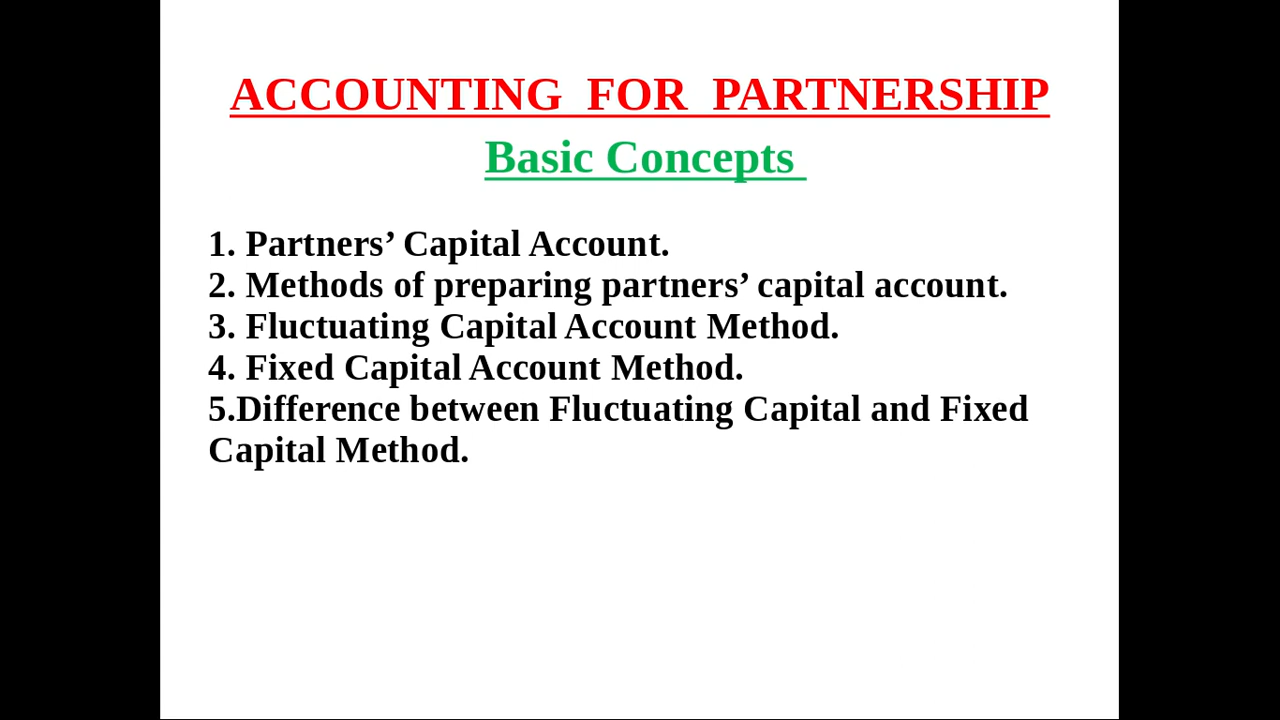 ACCOUNTING FOR PARTNERSHIP
Basic Concepts
1. Partners’ Capital Account.
2. Methods of preparing partners’ capital account.
3. Fluctuating Capital Account Method.
4. Fixed Capital Account Method.
5.Difference between Fluctuating Capital and Fixed
Capital Method.